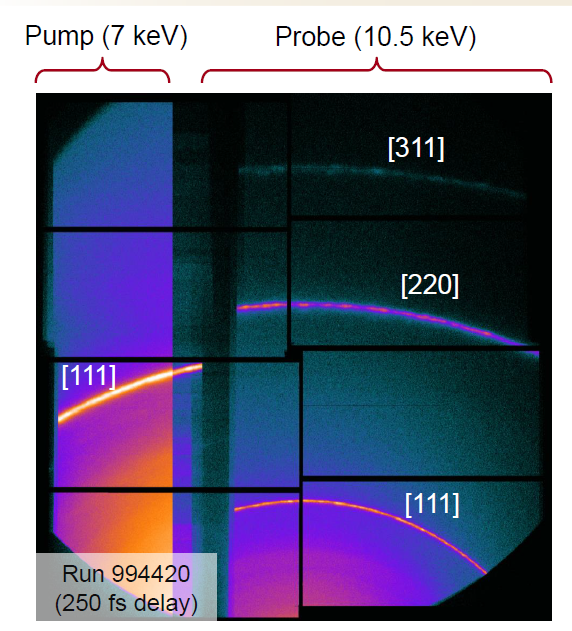 Pump (7 keV)
Probe (10.5 keV)
[311]
[220]
[111]
[111]
Run 994420
(250 fs delay)